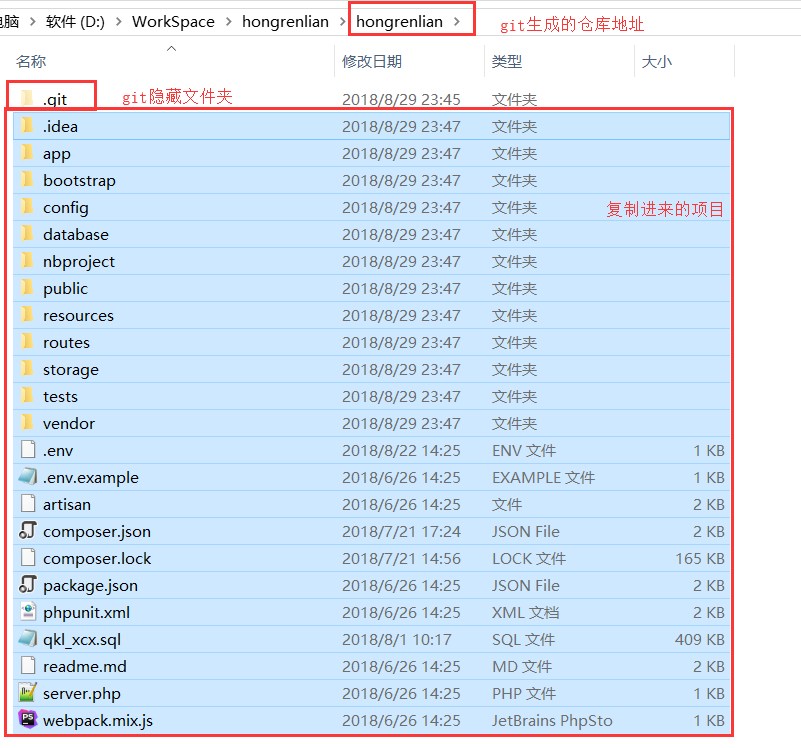 电脑 > 软件 (D:) > WorkSpace > hongrenlian > hongrenlian > git生成的仓库地址
名称 修改日期 类型 大小
.git git隐藏文件夹 2018/8/29 23:45 文件夹
.idea 2018/8/29 23:47 文件夹
app 2018/8/29 23:47 文件夹
bootstrap 2018/8/29 23:47 文件夹
config 2018/8/29 23:47 文件夹 复制进来的项目
database 2018/8/29 23:47 文件夹
nbproject 2018/8/29 23:47 文件夹
public 2018/8/29 23:47 文件夹
resources 2018/8/29 23:47 文件夹
routes 2018/8/29 23:47 文件夹
storage 2018/8/29 23:47 文件夹
tests 2018/8/29 23:47 文件夹
vendor 2018/8/29 23:47 文件夹
.env 2018/8/22 14:25 ENV 文件 1 KB
.env.example 2018/6/26 14:25 EXAMPLE 文件 1 KB
artisan 2018/6/26 14:25 文件 2 KB
composer.json 2018/7/21 17:24 JSON File 2 KB
composer.lock 2018/7/21 14:56 LOCK 文件 165 KB
package.json 2018/6/26 14:25 JSON File 2 KB
phpunit.xml 2018/6/26 14:25 XML 文档 2 KB
qkl_xcx.sql 2018/8/1 10:17 SQL 文件 409 KB
readme.md 2018/6/26 14:25 MD 文件 2 KB
server.php 2018/6/26 14:25 PHP 文件 1 KB
webpack.mix.js 2018/6/26 14:25 JetBrains PhpSto 1 KB